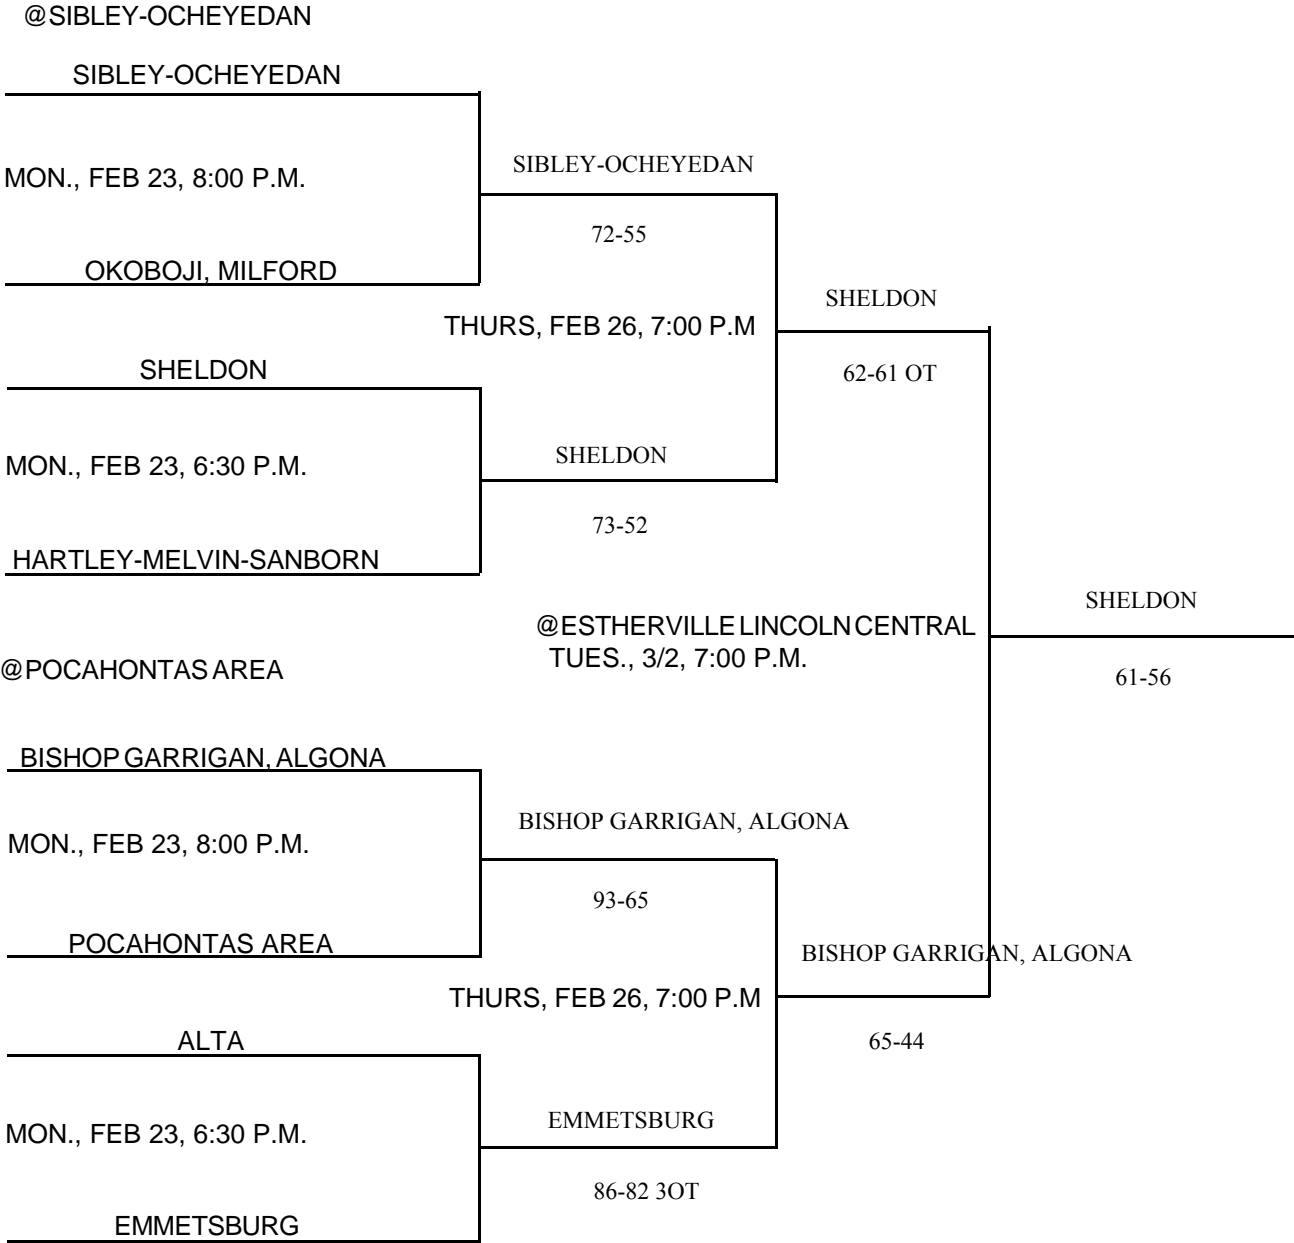 @SIBLEY-OCHEYEDAN
SIBLEY-OCHEYEDAN
MON., FEB 23, 8:00 P.M.
SIBLEY-OCHEYEDAN
72-55
OKOBOJI, MILFORD
SHELDON
THURS, FEB 26, 7:00 P.M
SHELDON
62-61 OT
MON., FEB 23, 6:30 P.M.
SHELDON
73-52
HARTLEY-MELVIN-SANBORN
SHELDON
@ESTHERVILLE LINCOLN CENTRAL
TUES., 3/2, 7:00 P.M.
@POCAHONTAS AREA
61-56
BISHOP GARRIGAN, ALGONA
BISHOP GARRIGAN, ALGONA
MON., FEB 23, 8:00 P.M.
93-65
POCAHONTAS AREA
BISHOP GARRIGAN, ALGONA
THURS, FEB 26, 7:00 P.M
ALTA
65-44
EMMETSBURG
MON., FEB 23, 6:30 P.M.
86-82 3OT
EMMETSBURG